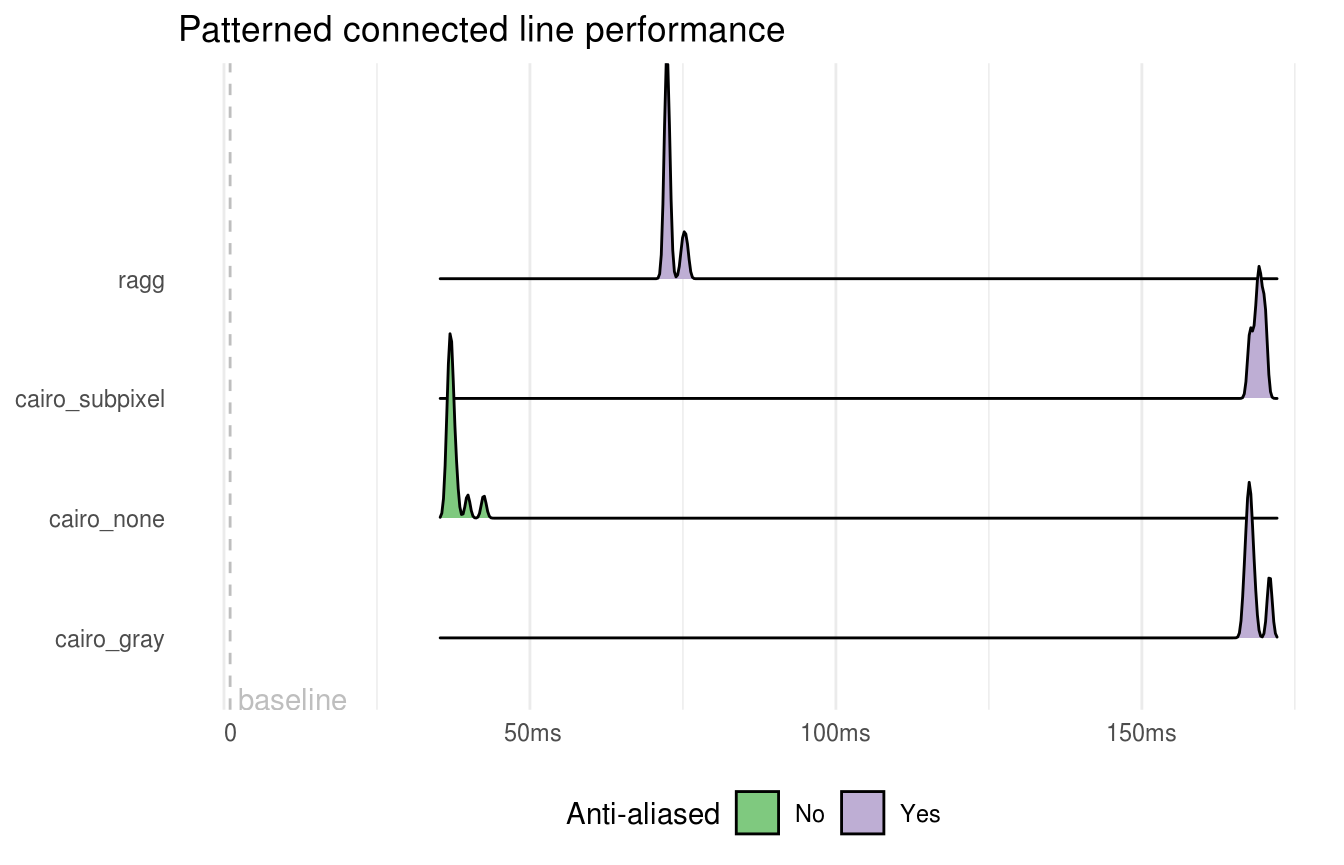 Patterned connected line performance
ragg
cairo_subpixel
cairo_none
cairo_gray
baseline
0 50ms 100ms 150ms
Anti-aliased No Yes